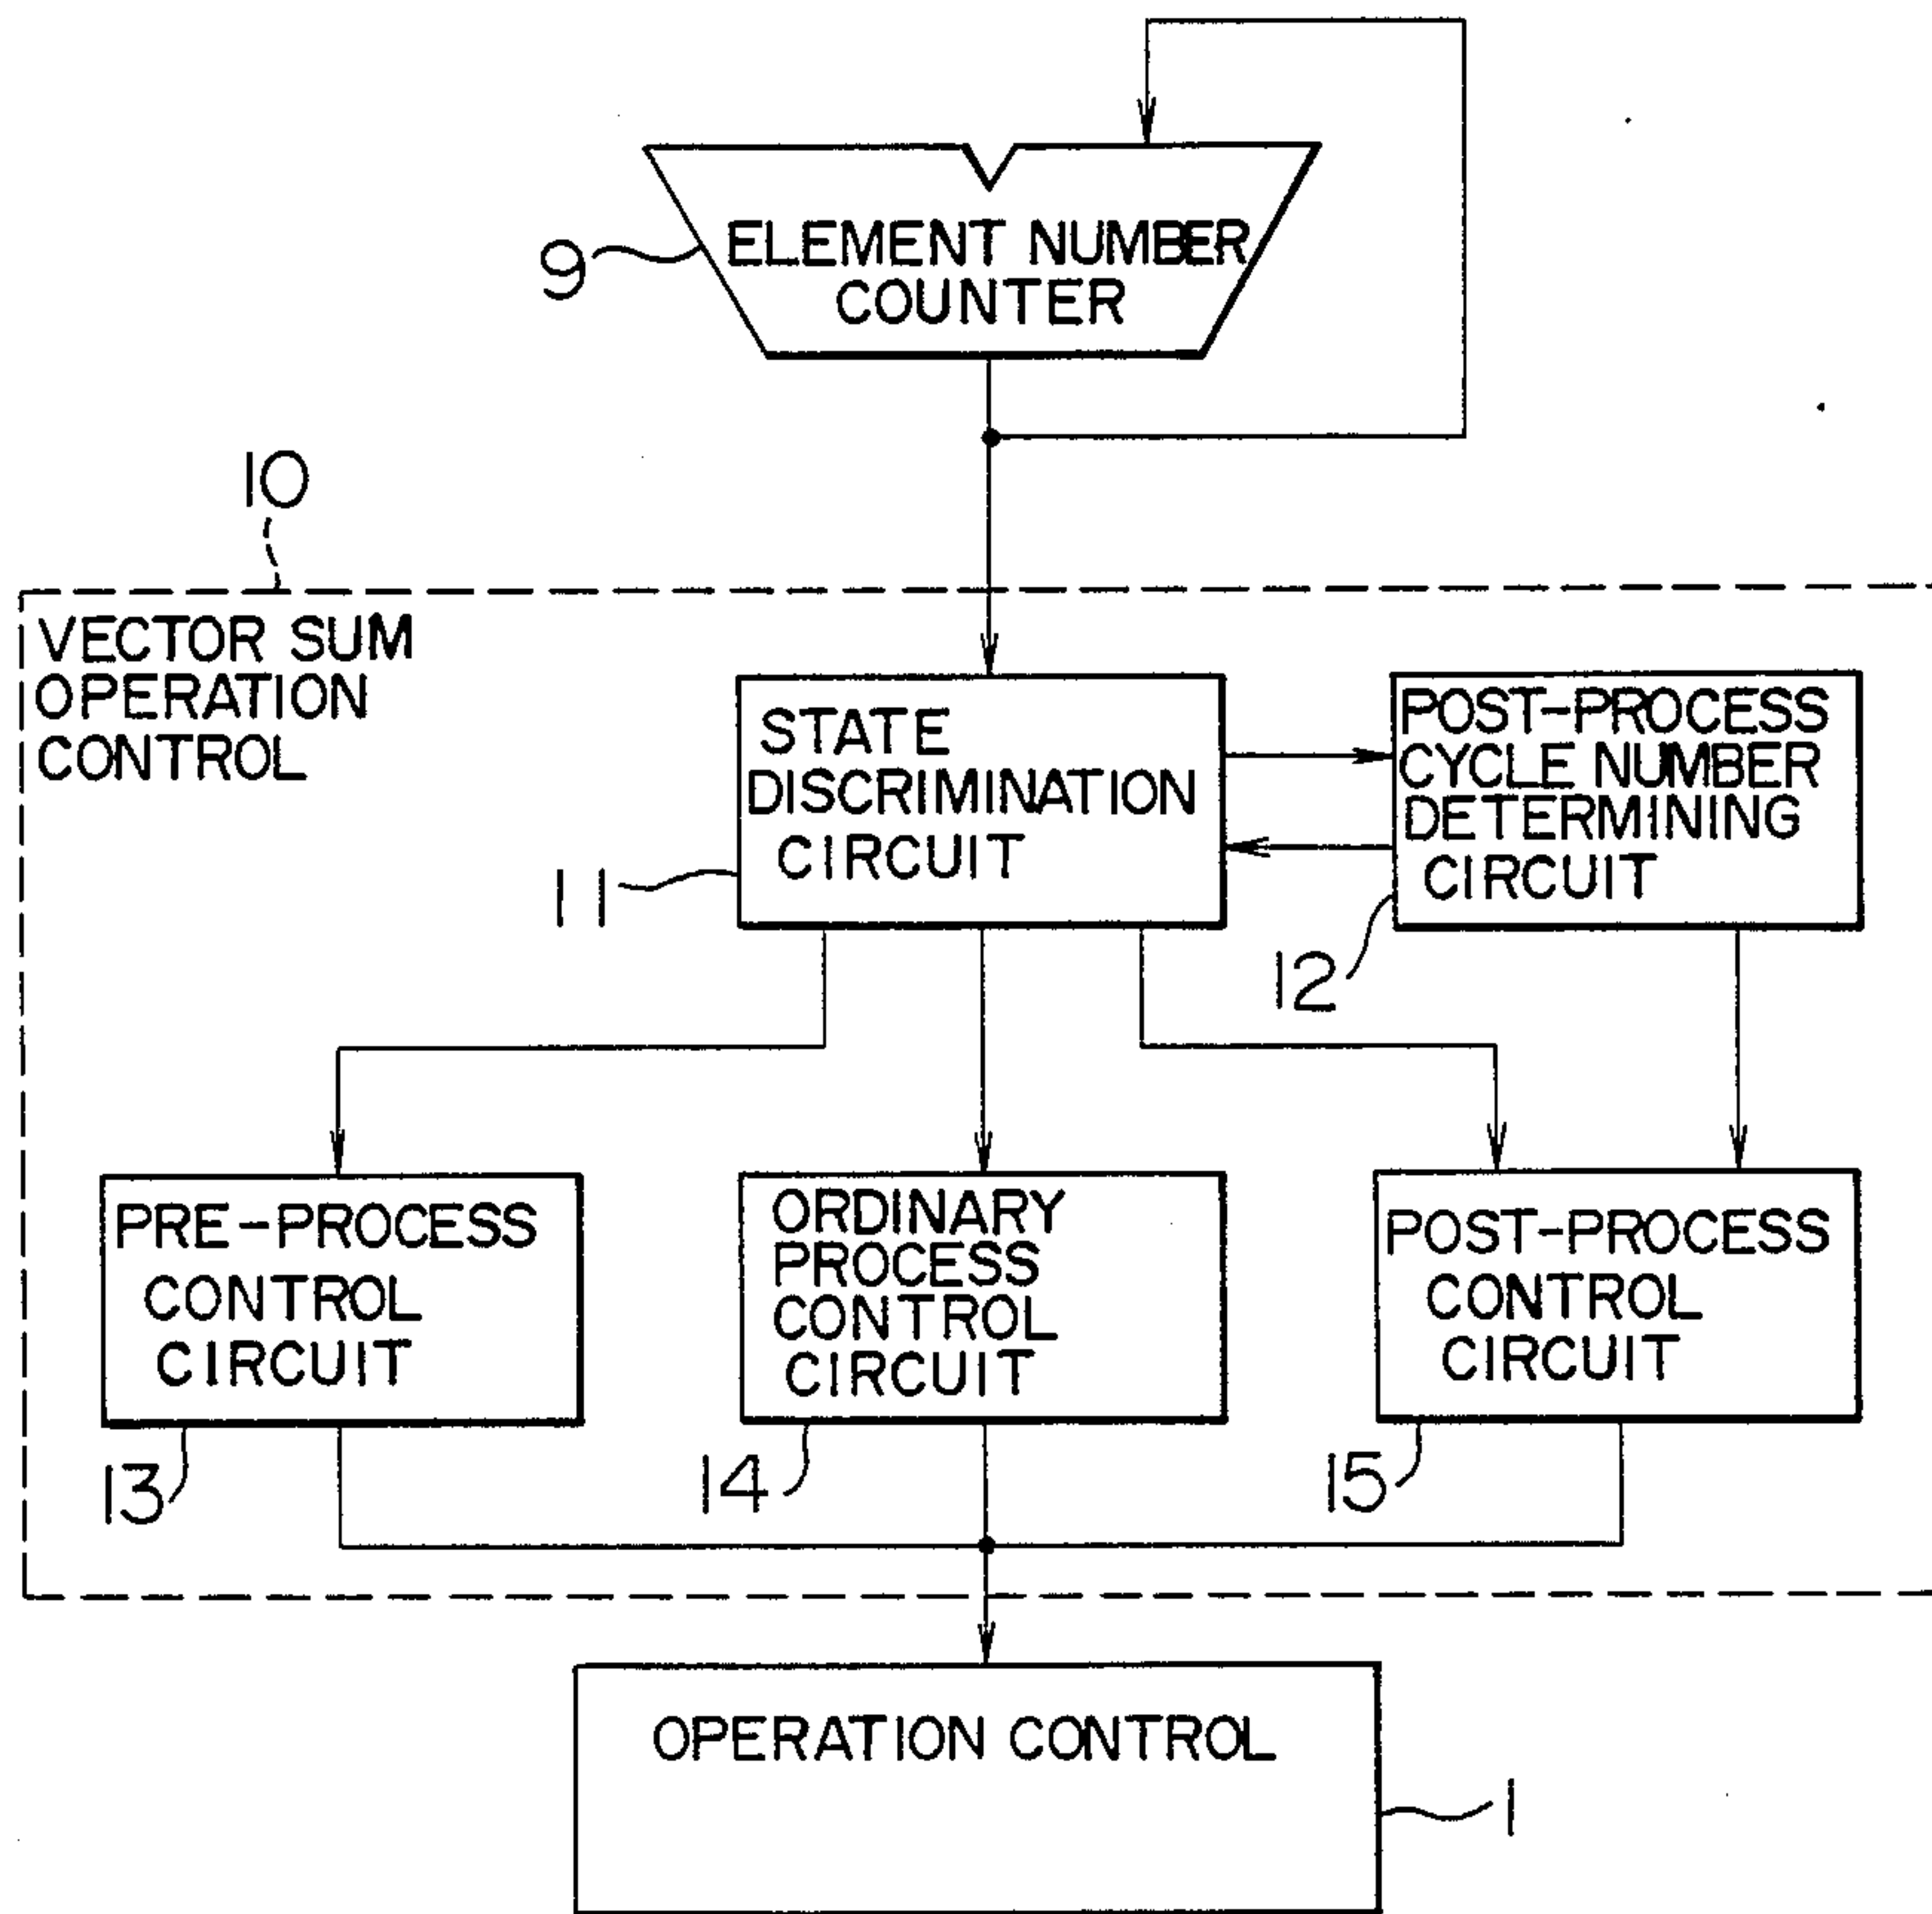 ELEMENT NUMBER
COUNTER
9
10
VECTOR SUM
OPERATION
CONTROL
STATE
DISCRIMINATION
CIRCUIT
11
POST-PROCESS
CYCLE NUMBER
DETERMINING
CIRCUIT
12
PRE-PROCESS
CONTROL
CIRCUIT
13
ORDINARY
PROCESS
CONTROL
CIRCUIT
14
POST-PROCESS
CONTROL
CIRCUIT
15
OPERATION CONTROL
1